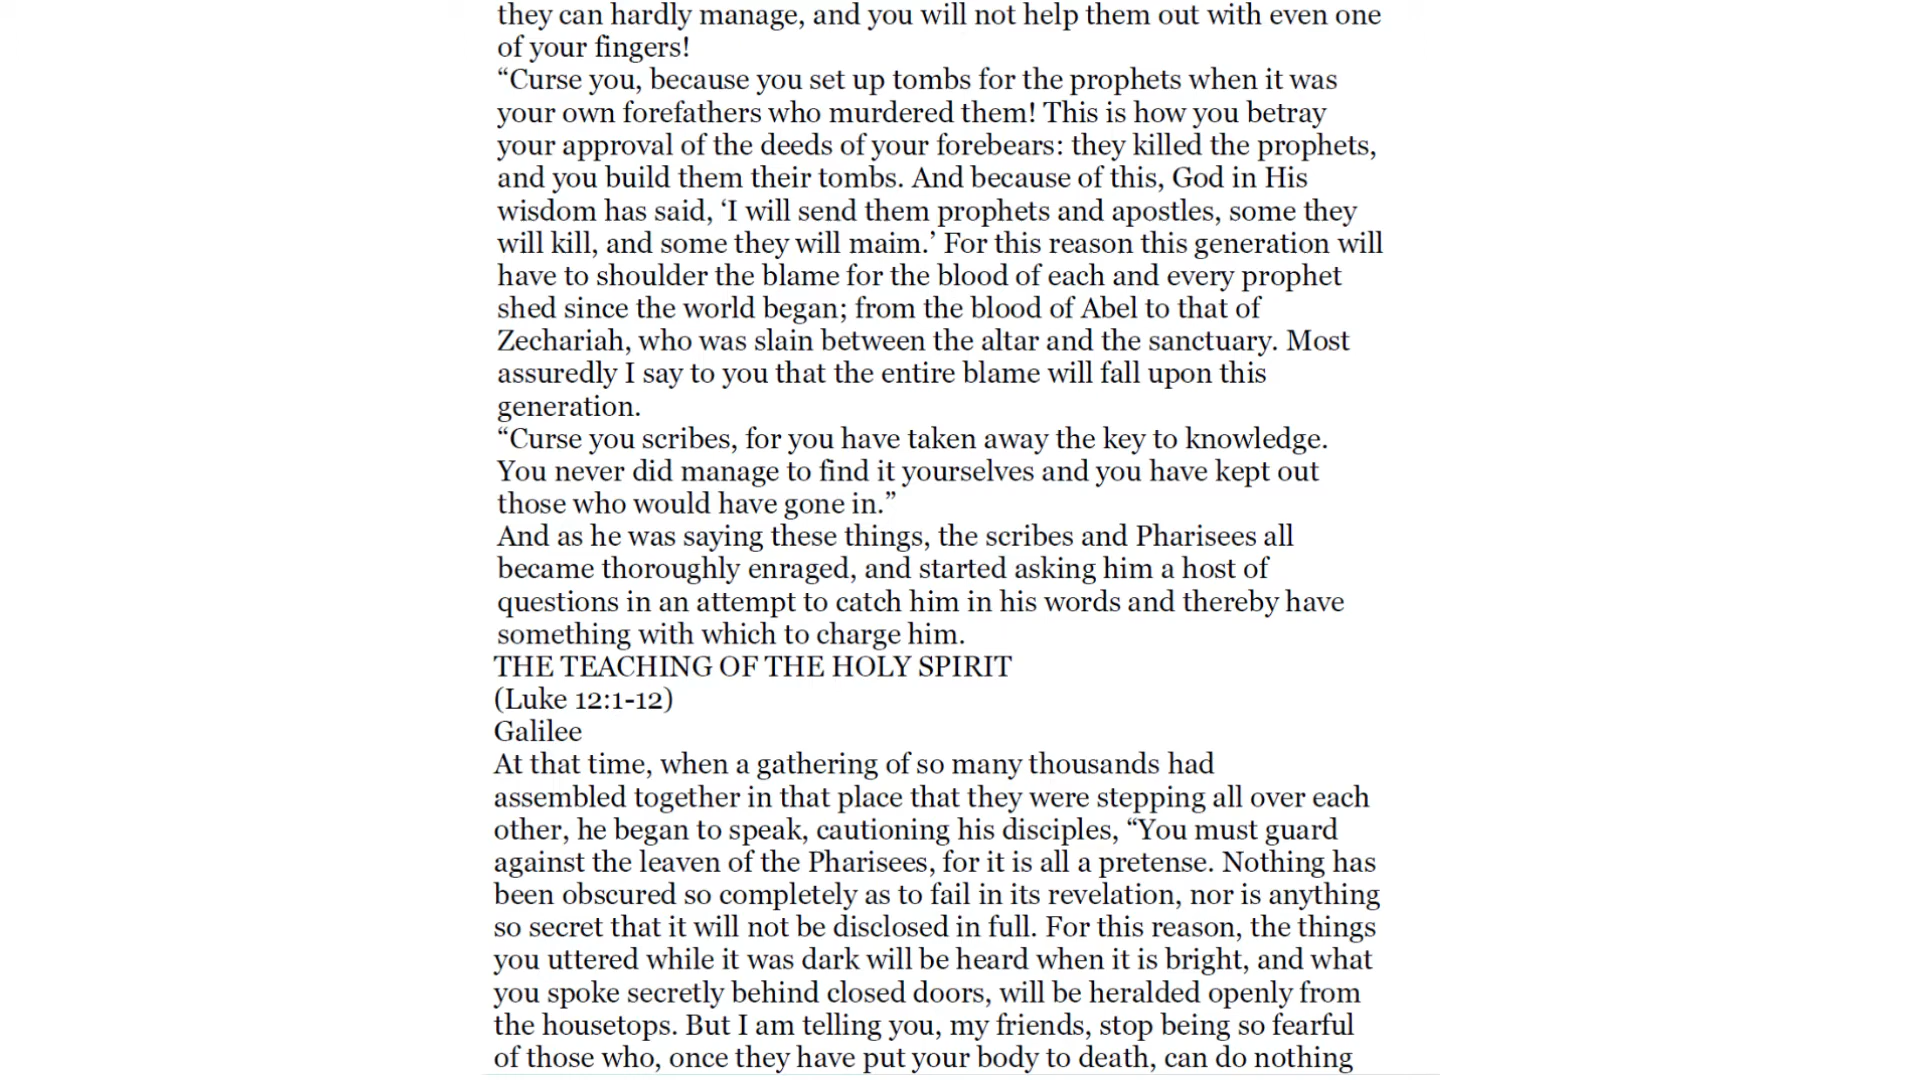 they can hardly manage, and you will not help them out with even one
of your fingers!
“Curse you, because you set up tombs for the prophets when it was
your own forefathers who murdered them! This is how you betray
your approval of the deeds of your forebears: they killed the prophets,
and you build them their tombs. And because of this, God in His
wisdom has said, ‘I will send them prophets and apostles, some they
will kill, and some they will maim.’ For this reason this generation will
have to shoulder the blame for the blood of each and every prophet
shed since the world began; from the blood of Abel to that of
Zechariah, who was slain between the altar and the sanctuary. Most
assuredly I say to you that the entire blame will fall upon this
generation.
“Curse you scribes, for you have taken away the key to knowledge.
You never did manage to find it yourselves and you have kept out
those who would have gone in.”
And as he was saying these things, the scribes and Pharisees all
became thoroughly enraged, and started asking him a host of
questions in an attempt to catch him in his words and thereby have
something with which to charge him.
THE TEACHING OF THE HOLY SPIRIT
(Luke 12:1-12)
Galilee
At that time, when a gathering of so many thousands had
assembled together in that place that they were stepping all over each
other, he began to speak, cautioning his disciples, “You must guard
against the leaven of the Pharisees, for it is all a pretense. Nothing has
been obscured so completely as to fail in its revelation, nor is anything
so secret that it will not be disclosed in full. For this reason, the things
you uttered while it was dark will be heard when it is bright, and what
you spoke secretly behind closed doors, will be heralded openly from
the housetops. But I am telling you, my friends, stop being so fearful
of those who, once they have put your body to death, can do nothing